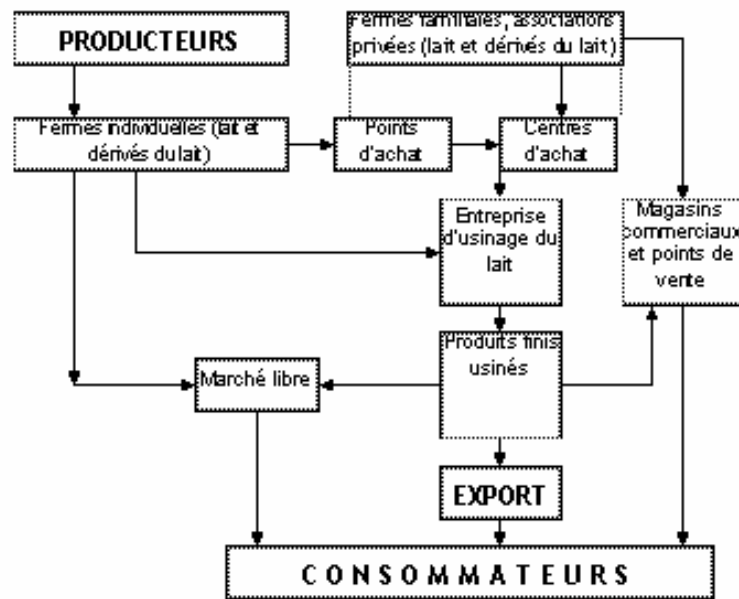 PRODUCTEURS
Fermes familiales, associations
privées (lait et dérivés du lait)
Fermes individuelles (lait et
dérivés du lait)
Points
d'achat
Centres
d'achat
Entreprise
d'usinage du
lait
Magasins
commerciaux
et points de
vente
Produits finis
usinés
Marché libre
EXPORT
CONSOMMATEURS